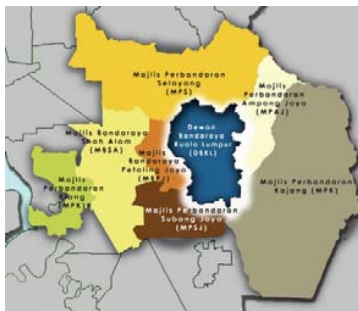 Majlis Perbandaran
Selayang
(MPS)
Majlis
Perbandaran
Ampang Jaya
(MPAJ)
Dewan
Bandaraya
Kuala Lumpur
(DBKL)
Majlis Bandaraya
Shah Alam
(MBSA)
Majlis
Bandaraya
Petaling Jaya
(MBPJ)
Majlis Perbandaran
Kajang (MPK)
Majlis
Perbandaran
Klang
(MPK)
Majlis Perbandaran
Subang Jaya
(MPSJ)